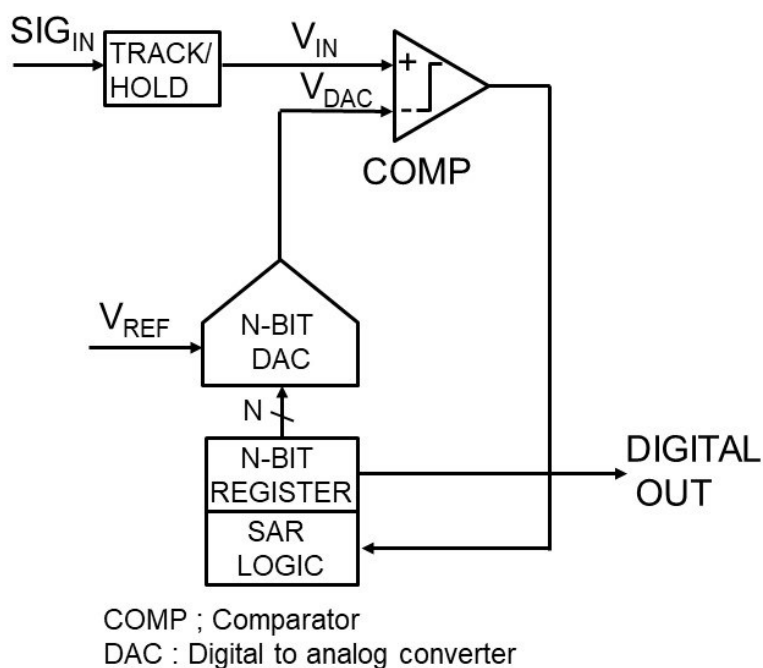 SIG_IN
TRACK/
HOLD
V_IN
V_DAC
+
--
COMP
V_REF
N-BIT
DAC
N
N-BIT
REGISTER
SAR
LOGIC
DIGITAL
OUT
COMP ; Comparator
DAC : Digital to analog converter